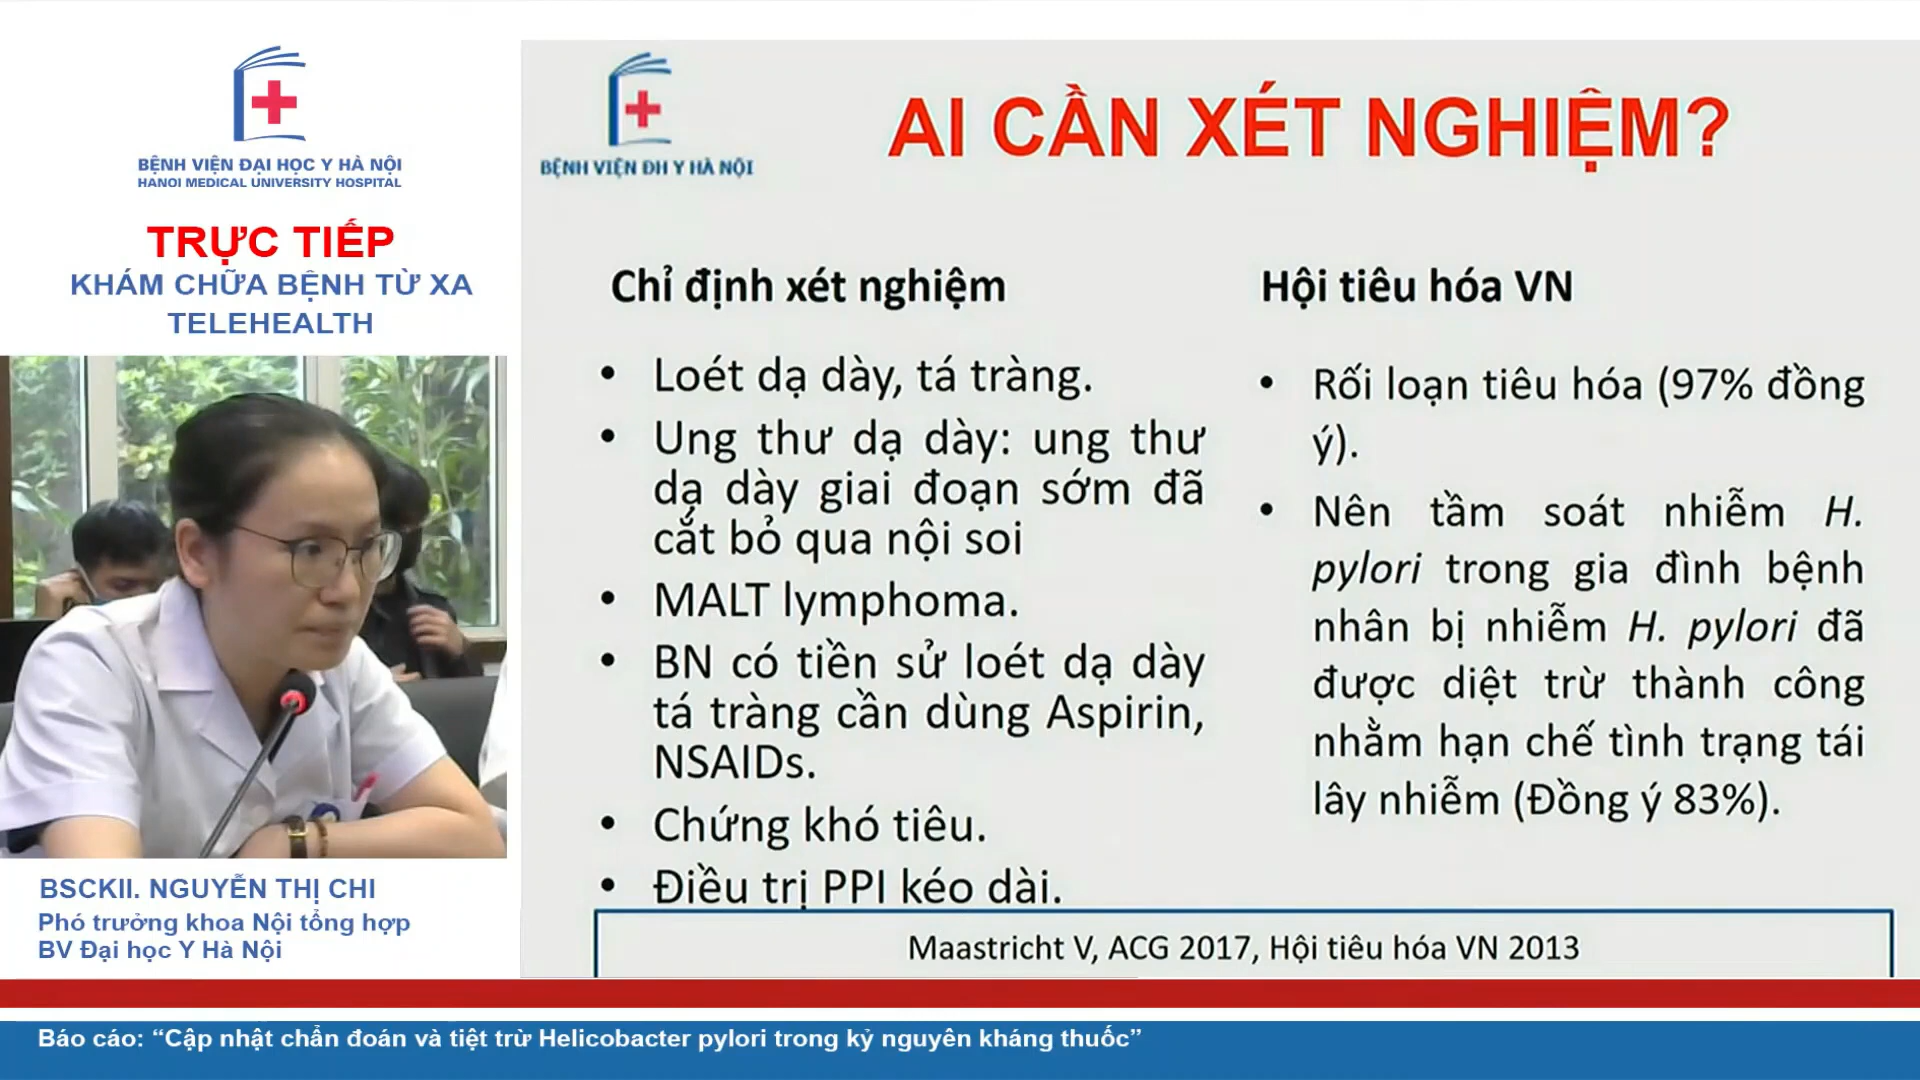 BỆNH VIỆN ĐẠI HỌC Y HÀ NỘI
HANOI MEDICAL UNIVERSITY HOSPITAL
TRỰC TIẾP
KHÁM CHỮA BỆNH TỪ XA
TELEHEALTH
BSCKII. NGUYỄN THỊ CHI
Phó trưởng khoa Nội tổng hợp
BV Đại học Y Hà Nội
BỆNH VIỆN ĐH Y HÀ NỘI
AI CẦN XÉT NGHIỆM?
Chỉ định xét nghiệm
• Loét dạ dày, tá tràng.
• Ung thư dạ dày: ung thư
dạ dày giai đoạn sớm đã
cắt bỏ qua nội soi
• MALT lymphoma.
• BN có tiền sử loét dạ dày
tá tràng cần dùng Aspirin,
NSAIDs.
• Chứng khó tiêu.
• Điều trị PPI kéo dài.
Hội tiêu hóa VN
• Rối loạn tiêu hóa (97% đồng
ý).
• Nên tầm soát nhiễm H.
pylori trong gia đình bệnh
nhân bị nhiễm H. pylori đã
được diệt trừ thành công
nhằm hạn chế tình trạng tái
lây nhiễm (Đồng ý 83%).
Maastricht V, ACG 2017, Hội tiêu hóa VN 2013
Báo cáo: “Cập nhật chẩn đoán và tiệt trừ Helicobacter pylori trong kỷ nguyên kháng thuốc”